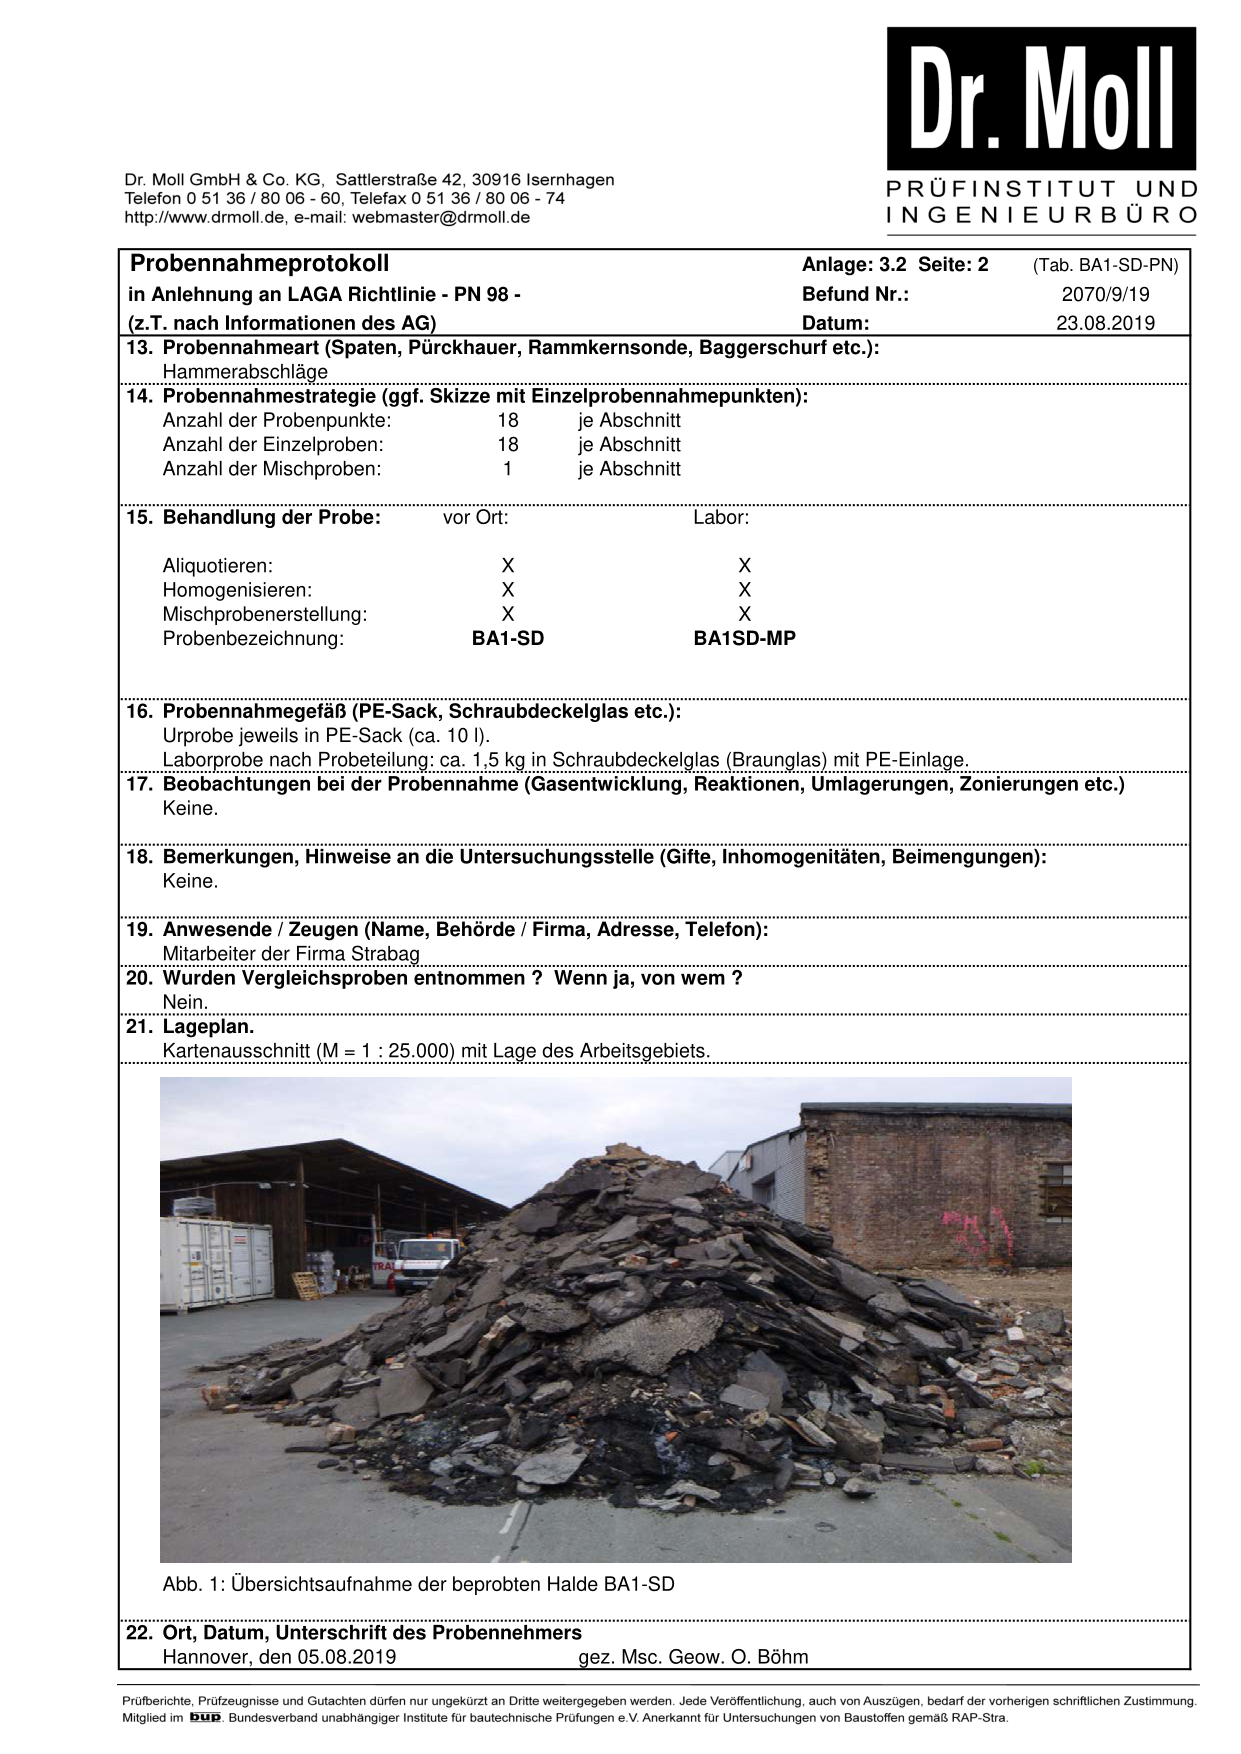 Dr. Moll
PRÜFINSTITUT UND
INGENIEURBÜRO
Dr. Moll GmbH & Co. KG, Sattlerstraße 42, 30916 Isernhagen
Telefon 0 51 36 / 80 06 - 60, Telefax 0 51 36 / 80 06 - 74
http://www.drmoll.de, e-mail: webmaster@drmoll.de
Probennahmeprotokoll Anlage: 3.2 Seite: 2 (Tab. BA1-SD-PN)
in Anlehnung an LAGA Richtlinie - PN 98 - Befund Nr.: 2070/9/19
(z.T. nach Informationen des AG) Datum: 23.08.2019
13. Probennahmeart (Spaten, Pürckhauer, Rammkernsonde, Baggerschurf etc.):
Hammerabschläge
14. Probennahmestrategie (ggf. Skizze mit Einzelprobennahmepunkten):
Anzahl der Probenpunkte: 18 je Abschnitt
Anzahl der Einzelproben: 18 je Abschnitt
Anzahl der Mischproben: 1 je Abschnitt
15. Behandlung der Probe: vor Ort: Labor:
Aliquotieren: X X
Homogenisieren: X X
Mischprobenerstellung: X X
Probenbezeichnung: BA1-SD BA1SD-MP
16. Probennahmegefäß (PE-Sack, Schraubdeckelglas etc.):
Urprobe jeweils in PE-Sack (ca. 10 l).
Laborprobe nach Probeteilung: ca. 1,5 kg in Schraubdeckelglas (Braunglas) mit PE-Einlage.
17. Beobachtungen bei der Probennahme (Gasentwicklung, Reaktionen, Umlagerungen, Zonierungen etc.)
Keine.
18. Bemerkungen, Hinweise an die Untersuchungsstelle (Gifte, Inhomogenitäten, Beimengungen):
Keine.
19. Anwesende / Zeugen (Name, Behörde / Firma, Adresse, Telefon):
Mitarbeiter der Firma Strabag
20. Wurden Vergleichsproben entnommen ? Wenn ja, von wem ?
Nein.
21. Lageplan.
Kartenausschnitt (M = 1 : 25.000) mit Lage des Arbeitsgebiets.
Abb. 1: Übersichtsaufnahme der beprobten Halde BA1-SD
22. Ort, Datum, Unterschrift des Probennehmers
Hannover, den 05.08.2019 gez. Msc. Geow. O. Böhm
Prüfberichte, Prüfzeugnisse und Gutachten dürfen nur ungekürzt an Dritte weitergegeben werden. Jede Veröffentlichung, auch von Auszügen, bedarf der vorherigen schriftlichen Zustimmung.
Mitglied im bup. Bundesverband unabhängiger Institute für bautechnische Prüfungen e.V. Anerkannt für Untersuchungen von Baustoffen gemäß RAP-Stra.